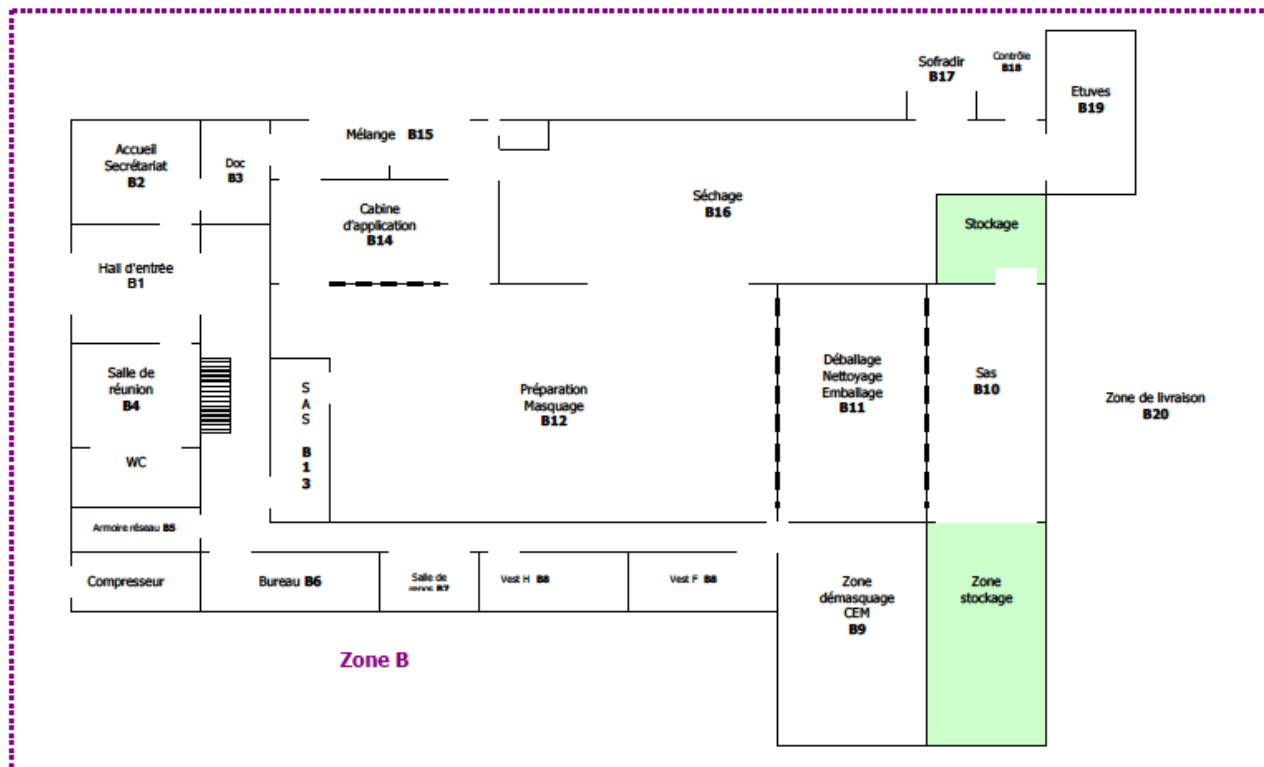 Sofradir
B17
Contrôle
B18
Etuves
B19
Accueil
Secrétariat
B2
Doc
B3
Mélange B15
Cabine
d'application
B14
Séchage
B16
Stockage
Hall d'entrée
B1
Salle de
réunion
B4
S
A
S
B
1
3
Préparation
Masquage
B12
Déballage
Nettoyage
Emballage
B11
Sas
B10
Zone de livraison
B20
WC
Armoire réseau B5
Compresseur
Bureau B6
Salle de
repos B7
Vest H B8
Vest F B8
Zone
démasquage
CEM
B9
Zone
stockage
Zone B